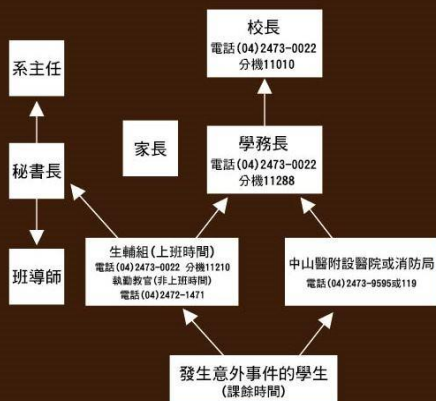 校長
電話(04)2473-0022
分機11010
系主任
家長
學務長
電話(04)2473-0022
分機11288
秘書長
班導師
生輔組(上班時間)
電話(04)2473-0022 分機11210
執勤教官(非上班時間)
電話(04)2472-1471
中山醫附設醫院或消防局
電話(04)2473-9595或119
發生意外事件的學生
(課餘時間)